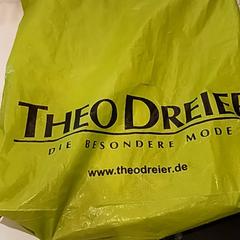 THEO DREIER
DIE BESONDERE MODE
www.theodreier.de